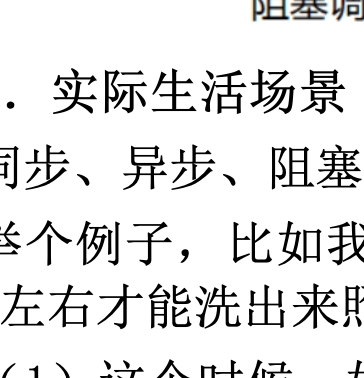 阻塞调
．实际生活场景
同步、异步、阻塞
举个例子，比如我
左右才能洗出来照
（1）这个时候，